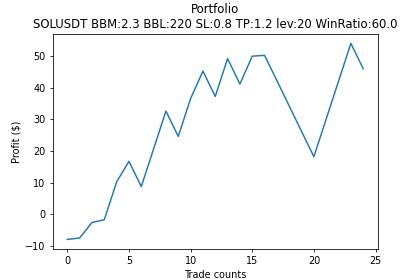 Portfolio
SOLUSDT BBM:2.3 BBL:220 SL:0.8 TP:1.2 lev:20 WinRatio:60.0
Profit ($)
50
40
30
20
10
0
−10
0 5 10 15 20 25
Trade counts